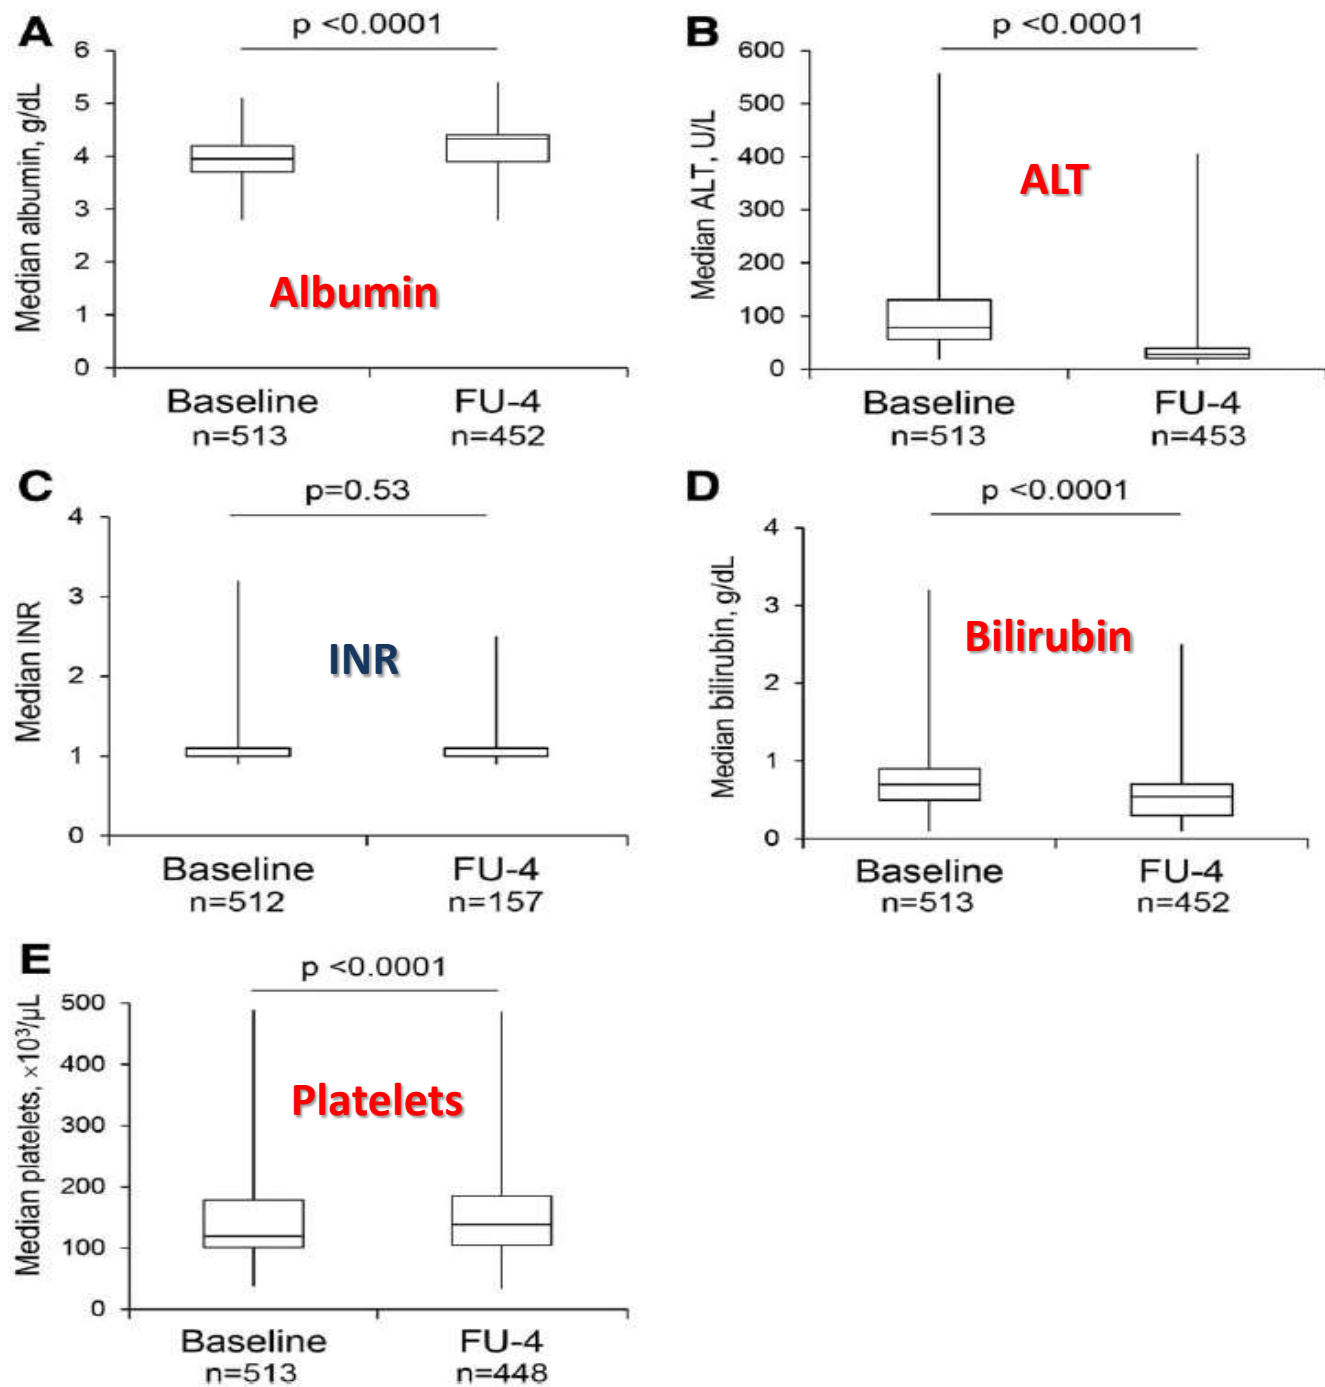 A
p <0.0001
Median albumin, g/dL
6
5
4
3
2
1
0
Albumin
Baseline
FU-4
n=513
n=452
B
p <0.0001
Median ALT, U/L
600
500
400
300
200
100
0
ALT
Baseline
FU-4
n=513
n=453
C
p=0.53
Median INR
4
3
2
1
0
INR
Baseline
FU-4
n=512
n=157
D
p <0.0001
Median bilirubin, g/dL
4
3
2
1
0
Bilirubin
Baseline
FU-4
n=513
n=452
E
p <0.0001
Median platelets, ×10³/µL
500
400
300
200
100
0
Platelets
Baseline
FU-4
n=513
n=448